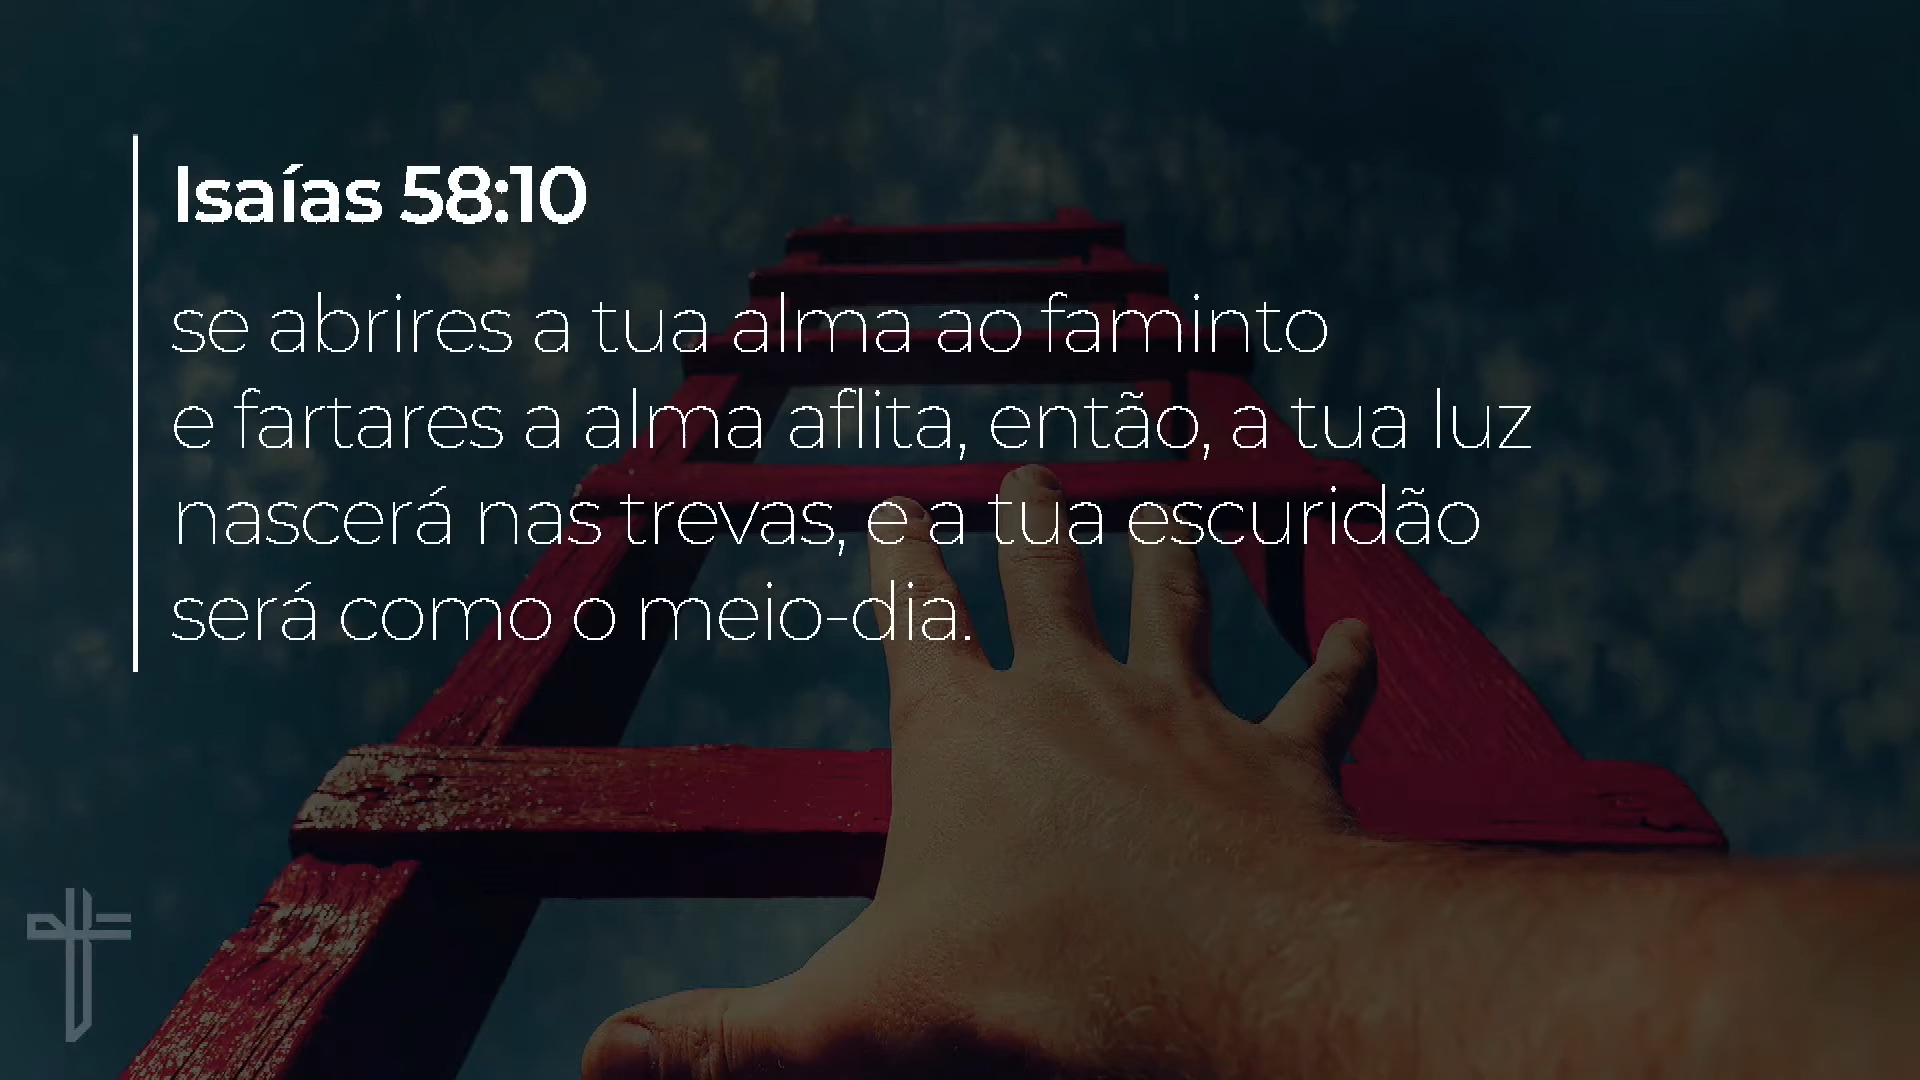 Isaías 58:10
se abrires a tua alma ao faminto
e fartares a alma aflita, então, a tua luz
nascerá nas trevas, e a tua escuridão
será como o meio-dia.